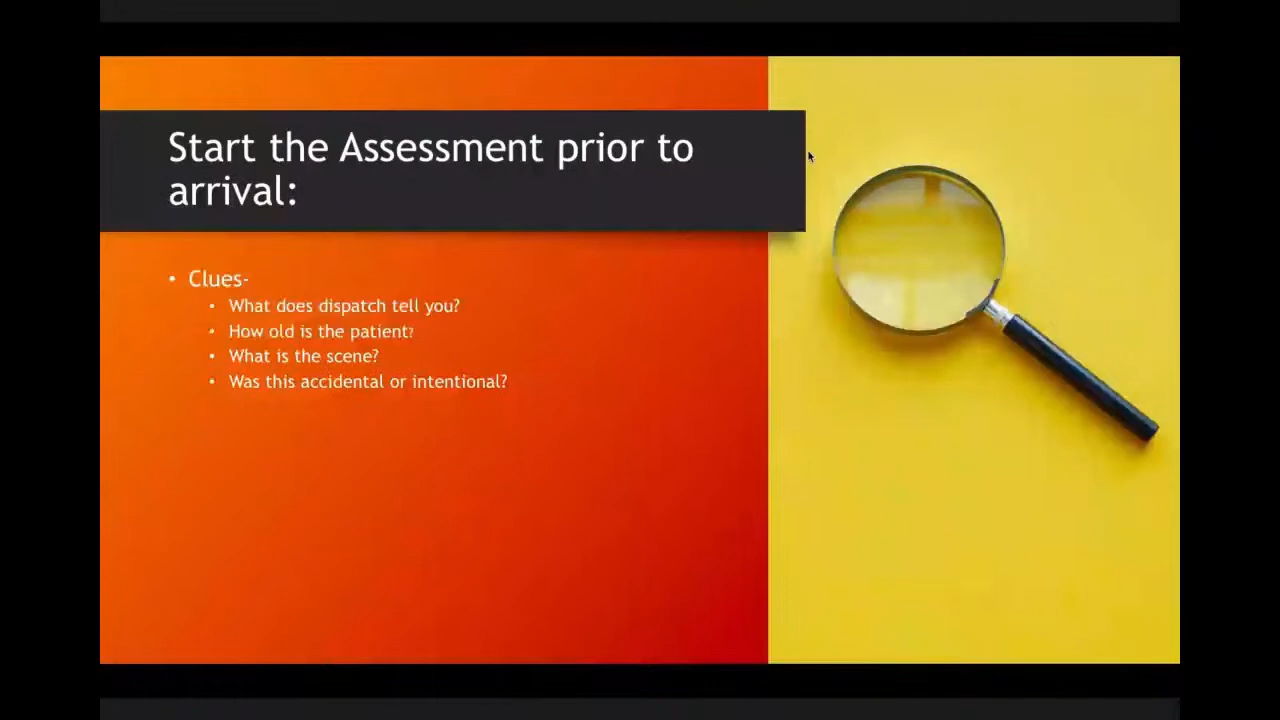 Start the Assessment prior to
arrival:
• Clues-
• What does dispatch tell you?
• How old is the patient?
• What is the scene?
• Was this accidental or intentional?